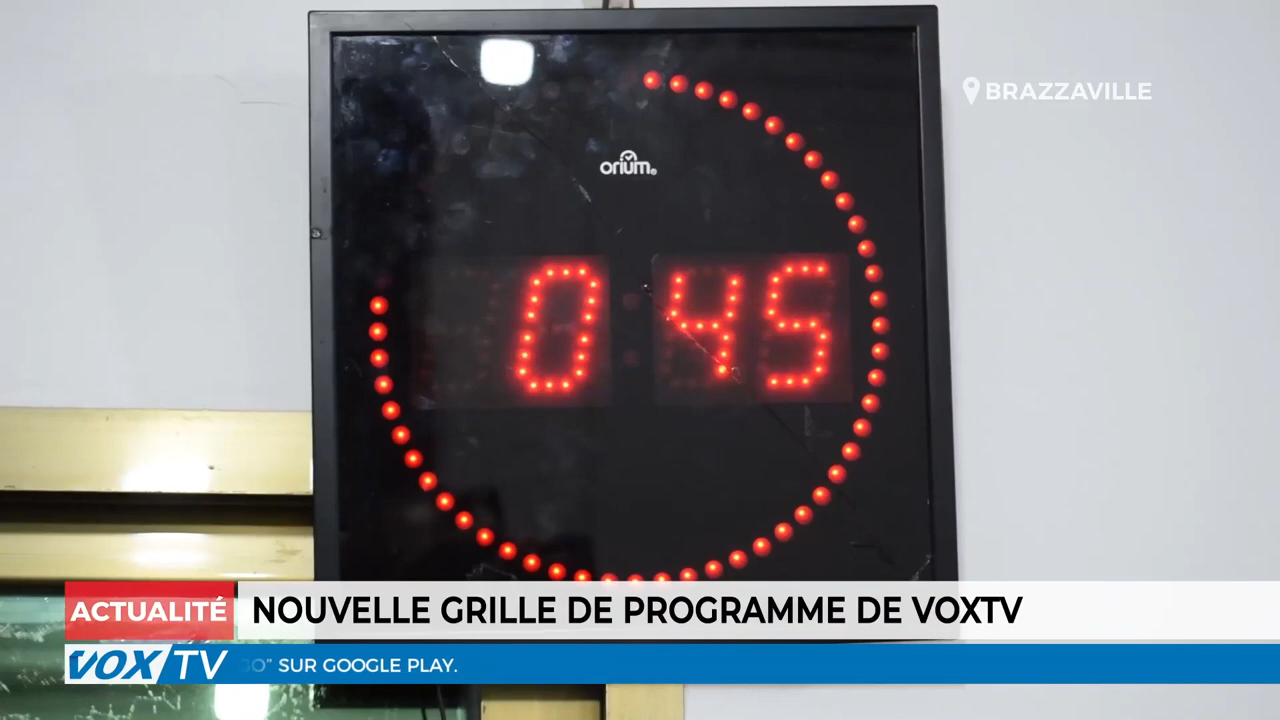 BRAZZAVILLE
orium
0 45
ACTUALITÉ NOUVELLE GRILLE DE PROGRAMME DE VOXTV
VOX TV
" SUR GOOGLE PLAY.